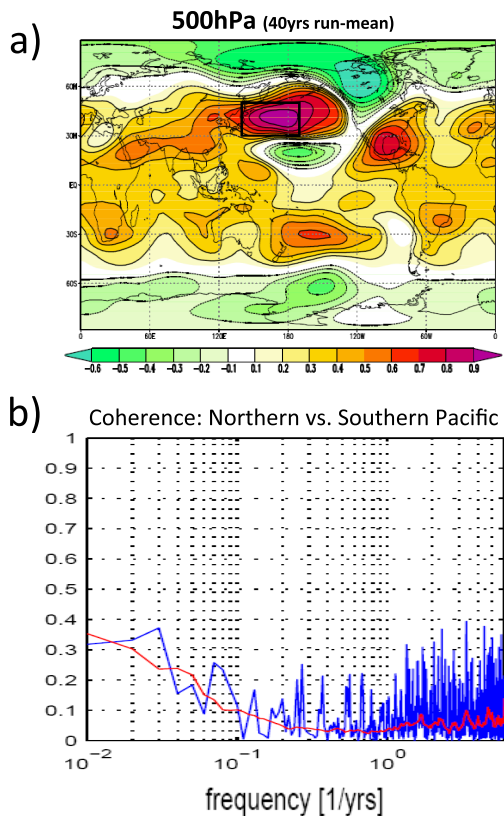 a) 500hPa (40yrs run-mean)
60N
30N
EQ
30S
60S
0 60E 120E 180 120W 60W 0
-0.6 -0.5 -0.4 -0.3 -0.2 -0.1 0.1 0.2 0.3 0.4 0.5 0.6 0.7 0.8 0.9
b) Coherence: Northern vs. Southern Pacific
1
0.9
0.8
0.7
0.6
0.5
0.4
0.3
0.2
0.1
0
10⁻² 10⁻¹ 10⁰
frequency [1/yrs]